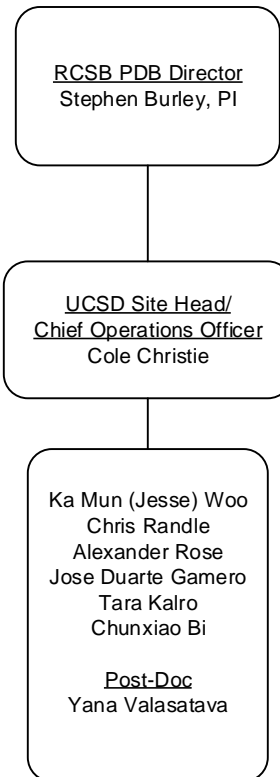 RCSB PDB Director
Stephen Burley, PI
UCSD Site Head/
Chief Operations Officer
Cole Christie
Ka Mun (Jesse) Woo
Chris Randle
Alexander Rose
Jose Duarte Gamero
Tara Kalro
Chunxiao Bi
Post-Doc
Yana Valasatava